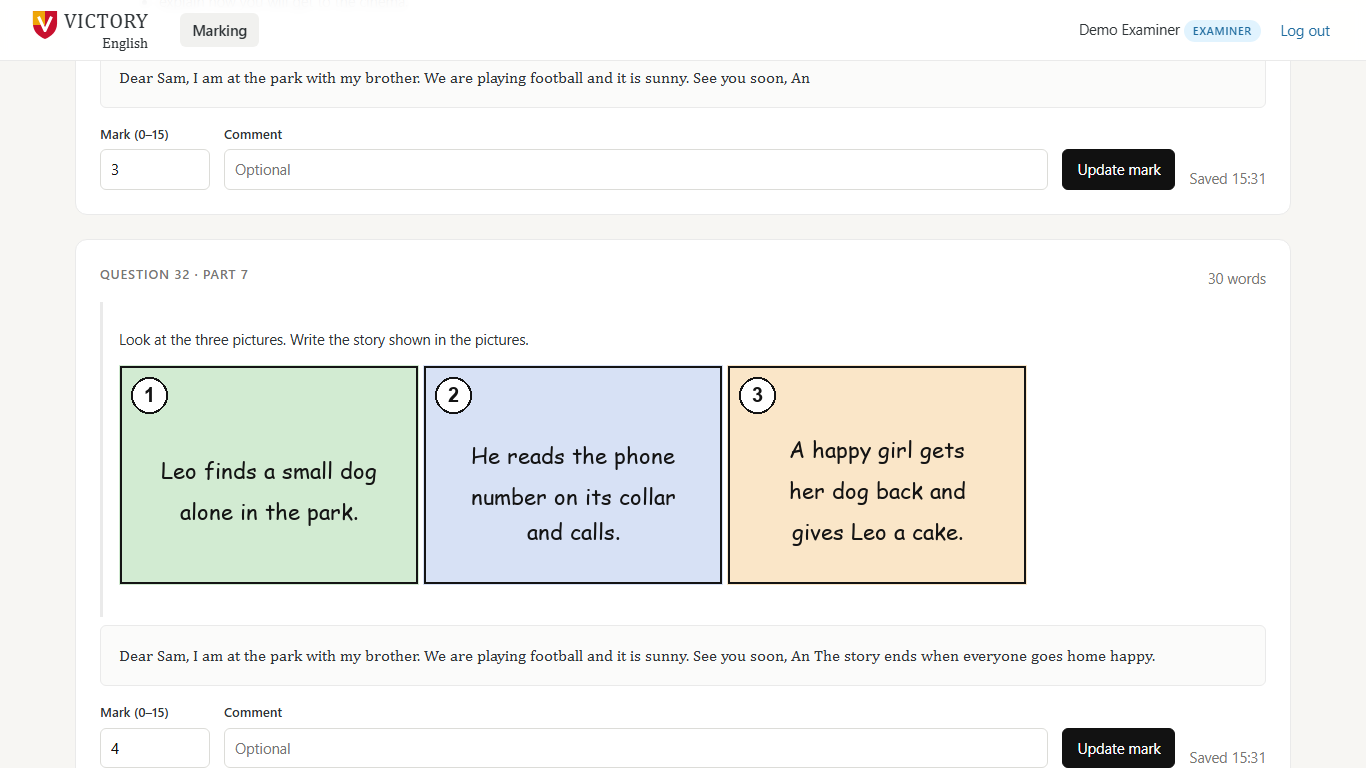 VICTORY
English
Marking
Demo Examiner EXAMINER Log out
Dear Sam, I am at the park with my brother. We are playing football and it is sunny. See you soon, An
Mark (0–15) Comment
3 Optional Update mark Saved 15:31
QUESTION 32 · PART 7
30 words
Look at the three pictures. Write the story shown in the pictures.
1
Leo finds a small dog
alone in the park.
2
He reads the phone
number on its collar
and calls.
3
A happy girl gets
her dog back and
gives Leo a cake.
Dear Sam, I am at the park with my brother. We are playing football and it is sunny. See you soon, An The story ends when everyone goes home happy.
Mark (0–15) Comment
4 Optional Update mark Saved 15:31